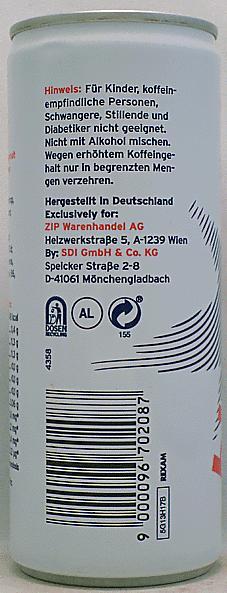 Hinweis: Für Kinder, koffein-
empfindliche Personen,
Schwangere, Stillende und
Diabetiker nicht geeignet.
Nicht mit Alkohol mischen.
Wegen erhöhtem Koffeinge-
halt nur in begrenzten Men-
gen verzehren.
Hergestellt in Deutschland
Exclusively for:
ZIP Warenhandel AG
Heizwerkstraße 5, A-1239 Wien
By: SDI GmbH & Co. KG
Speicker Straße 2-8
D-41061 Mönchengladbach
DOSEN
RECYCLING
AL
155
4358
9 000096 702087
REXAM
5G13H17B